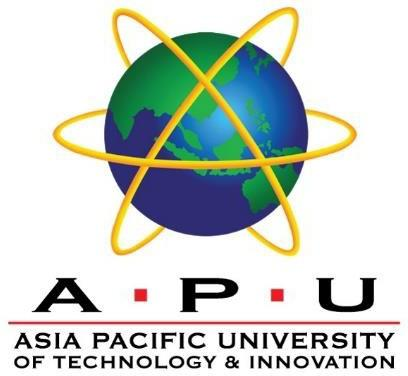 A · P · U
ASIA PACIFIC UNIVERSITY
OF TECHNOLOGY & INNOVATION